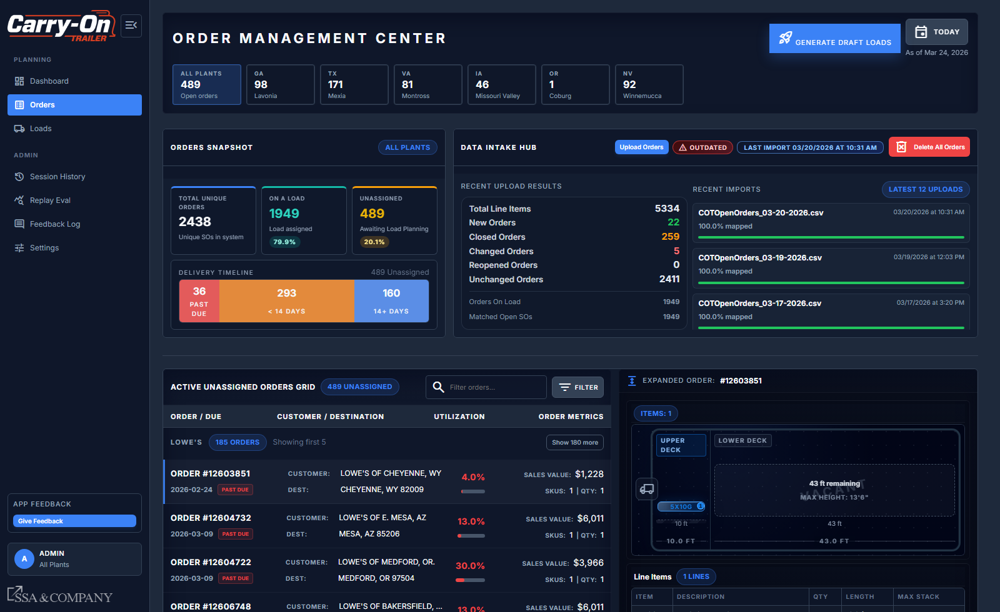 Carry-On
TRAILER
PLANNING
Dashboard
Orders
Loads
ADMIN
Session History
Replay Eval
Feedback Log
Settings
APP FEEDBACK
Give Feedback
A
ADMIN
All Plants
SSA & COMPANY
ORDER MANAGEMENT CENTER
GENERATE DRAFT LOADS
TODAY
As of Mar 24, 2026
ALL PLANTS
489
Open orders
GA
98
Lavonia
TX
171
Mexia
VA
81
Montross
IA
46
Missouri Valley
OR
1
Coburg
NV
92
Winnemucca
ORDERS SNAPSHOT
ALL PLANTS
TOTAL UNIQUE
ORDERS
2438
Unique SOs in system
ON A LOAD
1949
Load assigned
79.9%
UNASSIGNED
489
Awaiting Load Planning
20.1%
DELIVERY TIMELINE
489 Unassigned
36
PAST
DUE
293
< 14 DAYS
160
14+ DAYS
DATA INTAKE HUB
Upload Orders
OUTDATED
LAST IMPORT 03/20/2026 AT 10:31 AM
Delete All Orders
RECENT UPLOAD RESULTS
Total Line Items 5334
New Orders 22
Closed Orders 259
Changed Orders 5
Reopened Orders 0
Unchanged Orders 2411
Orders On Load 1949
Matched Open SOs 1949
RECENT IMPORTS
LATEST 12 UPLOADS
COTOpenOrders_03-20-2026.csv 03/20/2026 at 10:31 AM
100.0% mapped
COTOpenOrders_03-19-2026.csv 03/19/2026 at 12:03 PM
100.0% mapped
COTOpenOrders_03-17-2026.csv 03/17/2026 at 3:20 PM
100.0% mapped
ACTIVE UNASSIGNED ORDERS GRID
489 UNASSIGNED
Filter orders...
FILTER
ORDER / DUE CUSTOMER / DESTINATION UTILIZATION ORDER METRICS
LOWE'S 185 ORDERS Showing first 5 Show 180 more
ORDER #12603851 CUSTOMER: LOWE'S OF CHEYENNE, WY 4.0% SALES VALUE: $1,228
2026-02-24 PAST DUE DEST: CHEYENNE, WY 82009 SKUS: 1 | QTY: 1
ORDER #12604732 CUSTOMER: LOWE'S OF E. MESA, AZ 13.0% SALES VALUE: $6,011
2026-03-09 PAST DUE DEST: MESA, AZ 85206 SKUS: 1 | QTY: 1
ORDER #12604722 CUSTOMER: LOWE'S OF MEDFORD, OR. 30.0% SALES VALUE: $3,966
2026-03-09 PAST DUE DEST: MEDFORD, OR 97504 SKUS: 1 | QTY: 1
ORDER #12606748 CUSTOMER: LOWE'S OF BAKERSFIELD, ... 13.0% SALES VALUE: $6,011
EXPANDED ORDER: #12603851
ITEMS: 1
UPPER
DECK
LOWER DECK
VACANT
43 ft remaining
MAX HEIGHT: 13'6"
5X10G
10 ft
43 ft
10.0 FT
43.0 FT
Line Items 1 LINES
ITEM DESCRIPTION QTY LENGTH MAX STACK